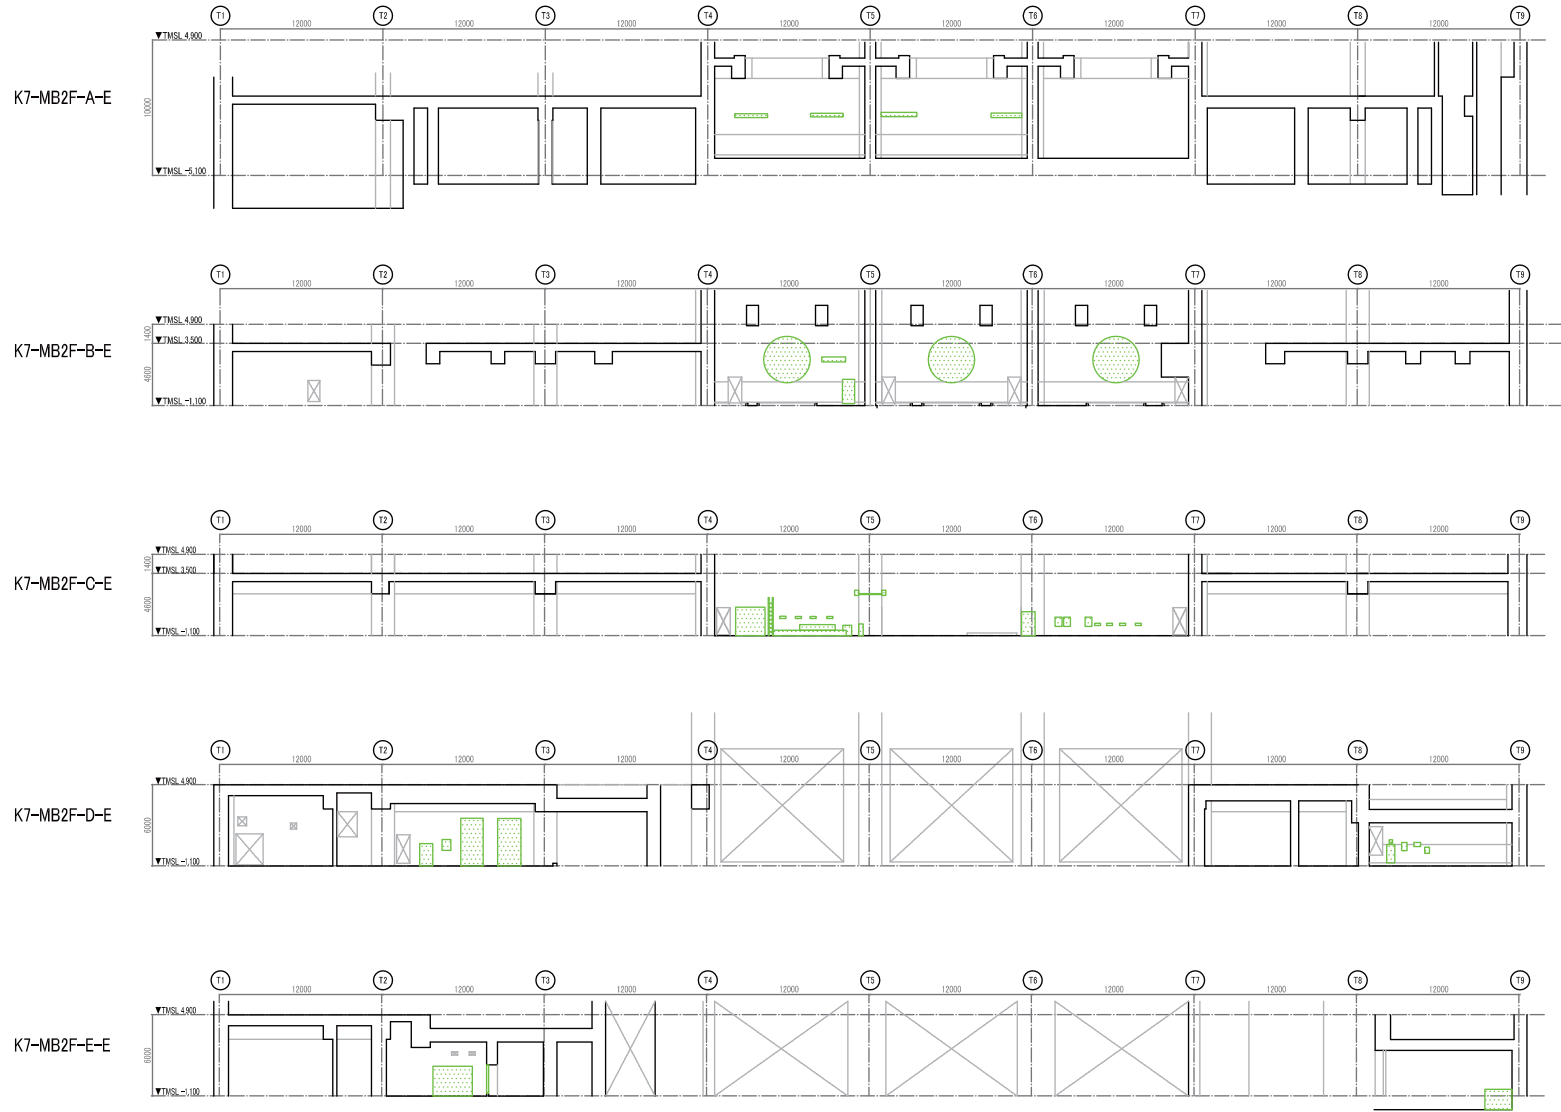 T1 T2 T3 T4 T5 T6 T7 T8 T9
12000 12000 12000 12000 12000 12000 12000 12000
▼TMSL 4,900
K7-MB2F-A-E
10000
▼TMSL -5,100
T1 T2 T3 T4 T5 T6 T7 T8 T9
12000 12000 12000 12000 12000 12000 12000 12000
▼TMSL 4,900
1400
▼TMSL 3,500
K7-MB2F-B-E
4600
▼TMSL -1,100
T1 T2 T3 T4 T5 T6 T7 T8 T9
12000 12000 12000 12000 12000 12000 12000 12000
▼TMSL 4,900
1400
▼TMSL 3,500
K7-MB2F-C-E
4600
▼TMSL -1,100
T1 T2 T3 T4 T5 T6 T7 T8 T9
12000 12000 12000 12000 12000 12000 12000 12000
▼TMSL 4,900
K7-MB2F-D-E
6000
▼TMSL -1,100
T1 T2 T3 T4 T5 T6 T7 T8 T9
12000 12000 12000 12000 12000 12000 12000 12000
▼TMSL 4,900
K7-MB2F-E-E
6000
▼TMSL -1,100